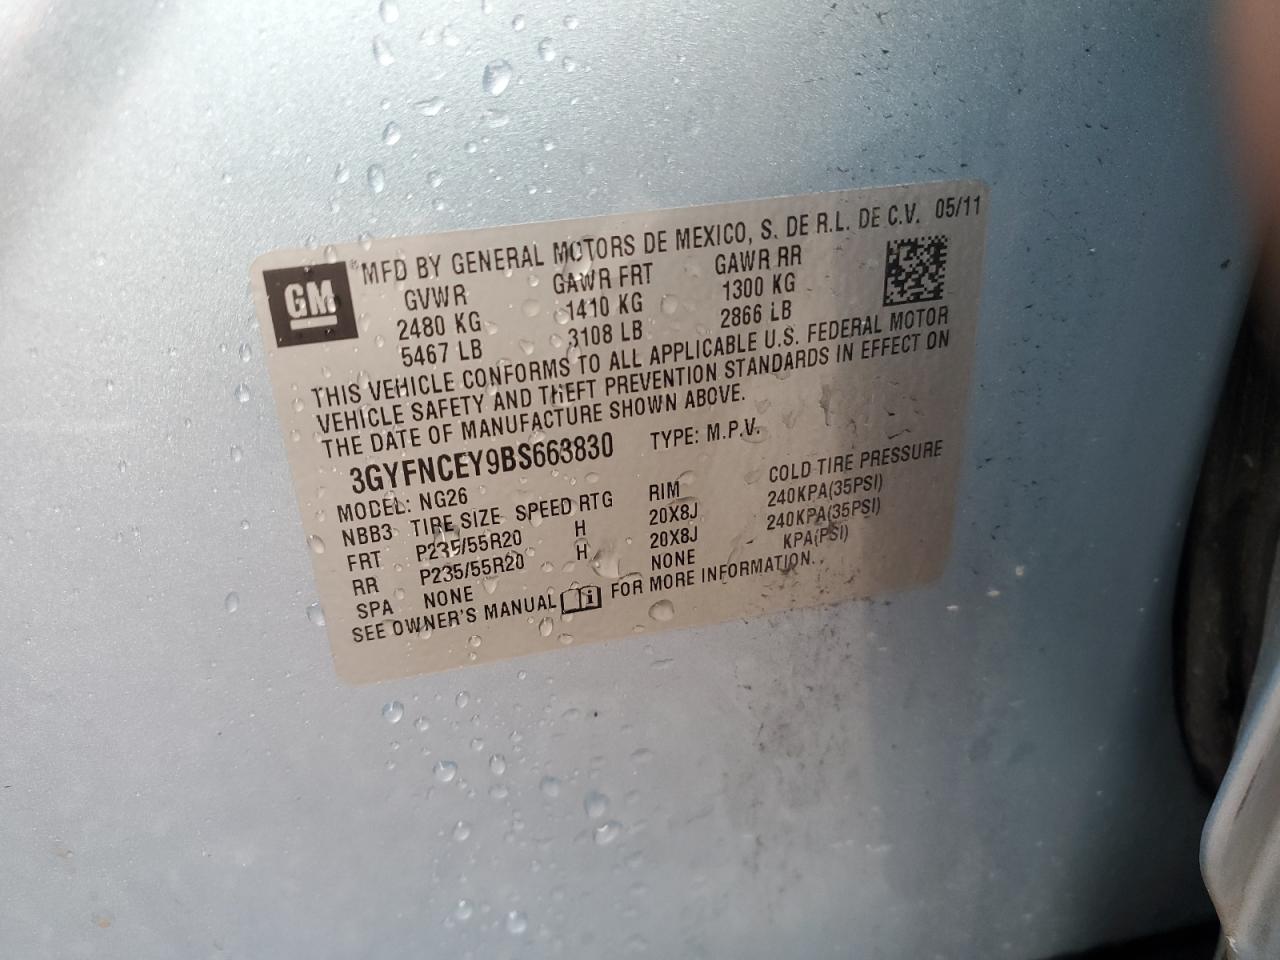 GM ® MFD BY GENERAL MOTORS DE MEXICO, S. DE R.L. DE C.V. 05/11
GVWR GAWR FRT GAWR RR
2480 KG 1410 KG 1300 KG
5467 LB 3108 LB 2866 LB
THIS VEHICLE CONFORMS TO ALL APPLICABLE U.S. FEDERAL MOTOR
VEHICLE SAFETY AND THEFT PREVENTION STANDARDS IN EFFECT ON
THE DATE OF MANUFACTURE SHOWN ABOVE.
3GYFNCEY9BS663830 TYPE: M.P.V.
MODEL: NG26
NBB3 TIRE SIZE SPEED RTG RIM COLD TIRE PRESSURE
FRT P235/55R20 H 20X8J 240KPA(35PSI)
RR P235/55R20 H 20X8J 240KPA(35PSI)
SPA NONE NONE KPA(PSI)
SEE OWNER'S MANUAL FOR MORE INFORMATION.